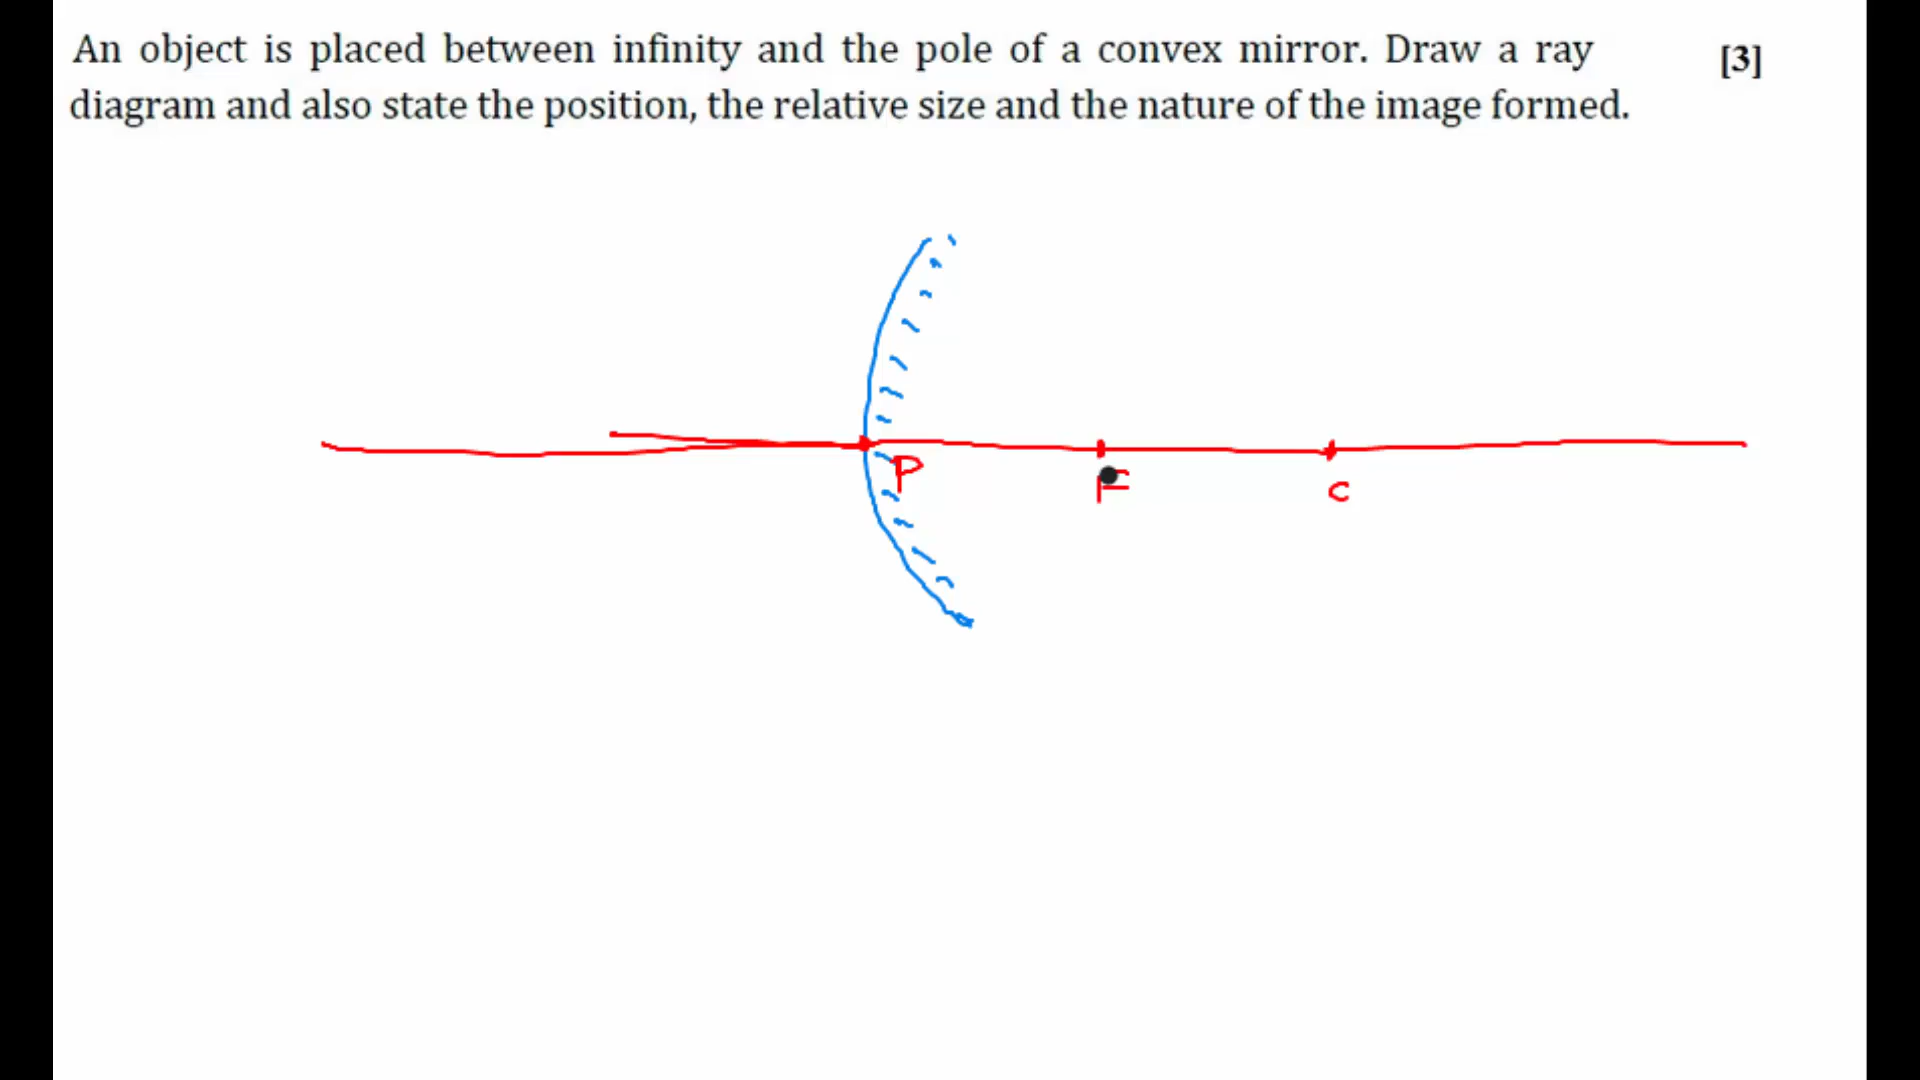 An object is placed between infinity and the pole of a convex mirror. Draw a ray [3]
diagram and also state the position, the relative size and the nature of the image formed.
P F C